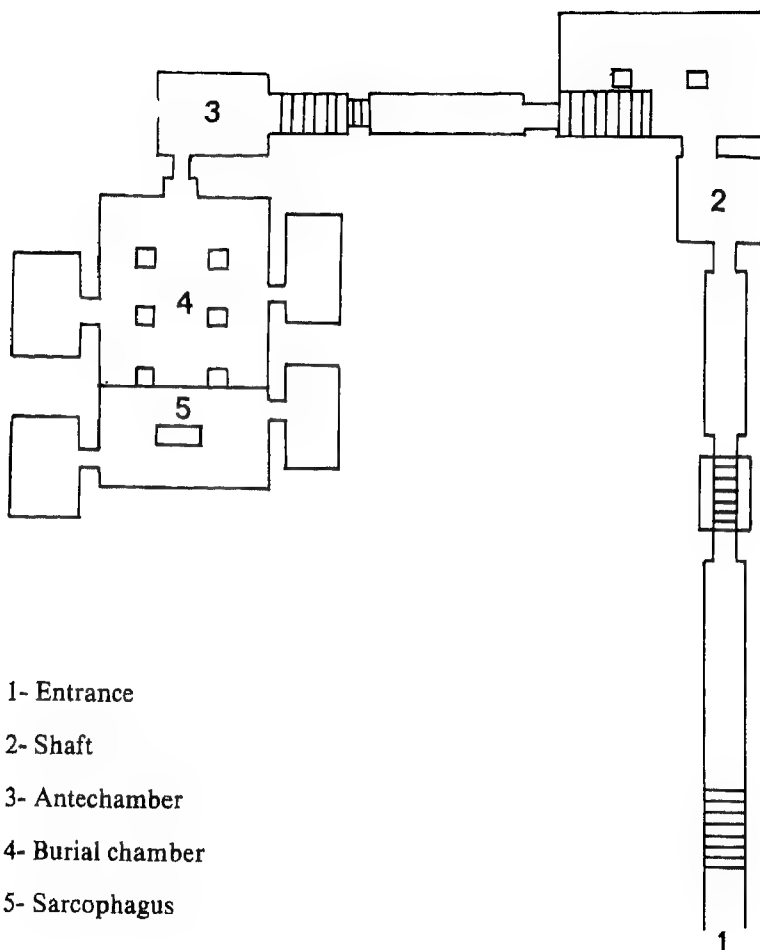 3
2
4
5
1- Entrance
2- Shaft
3- Antechamber
4- Burial chamber
5- Sarcophagus
1